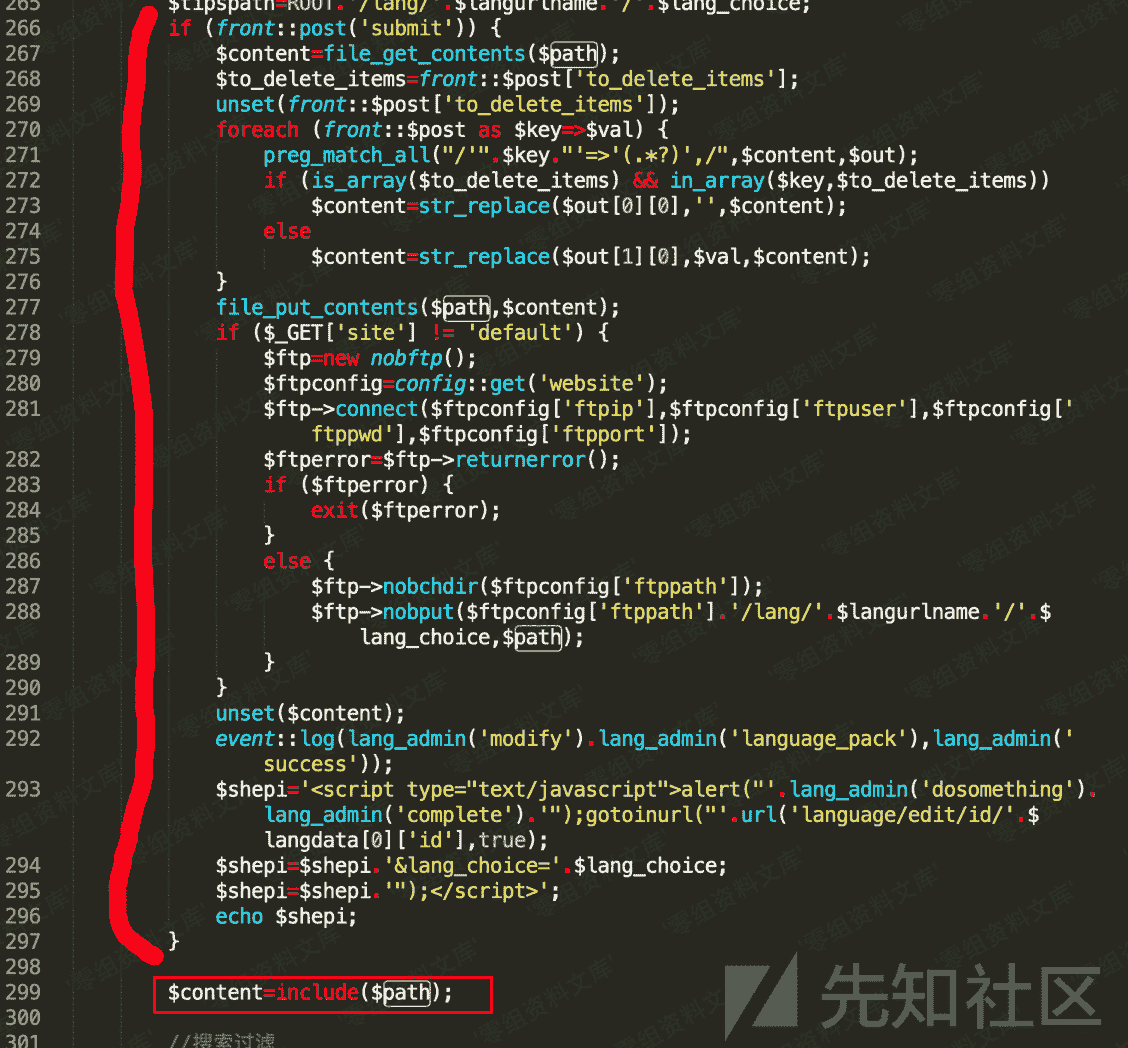 265 $tipspath=ROOT.'/lang/'.$langurlname.'/'.$lang_choice;
266 if (front::post('submit')) {
267 $content=file_get_contents($path);
268 $to_delete_items=front::$post['to_delete_items'];
269 unset(front::$post['to_delete_items']);
270 foreach (front::$post as $key=>$val) {
271 preg_match_all("/'".$key."'=>'(.*?)',/",$content,$out);
272 if (is_array($to_delete_items) && in_array($key,$to_delete_items))
273 $content=str_replace($out[0][0],'',$content);
274 else
275 $content=str_replace($out[1][0],$val,$content);
276 }
277 file_put_contents($path,$content);
278 if ($_GET['site'] != 'default') {
279 $ftp=new nobftp();
280 $ftpconfig=config::get('website');
281 $ftp->connect($ftpconfig['ftpip'],$ftpconfig['ftpuser'],$ftpconfig['
ftppwd'],$ftpconfig['ftpport']);
282 $ftperror=$ftp->returnerror();
283 if ($ftperror) {
284 exit($ftperror);
285 }
286 else {
287 $ftp->nobchdir($ftpconfig['ftppath']);
288 $ftp->nobput($ftpconfig['ftppath'].'/lang/'.$langurlname.'/'.$
lang_choice,$path);
289 }
290 }
291 unset($content);
292 event::log(lang_admin('modify').lang_admin('language_pack'),lang_admin('
success'));
293 $shepi='<script type="text/javascript">alert("'.lang_admin('dosomething').
lang_admin('complete').'");gotoinurl("'.url('language/edit/id/'.$
langdata[0]['id'],true);
294 $shepi=$shepi.'&lang_choice='.$lang_choice;
295 $shepi=$shepi.'");</script>';
296 echo $shepi;
297 }
298
299 $content=include($path);
300
301 //搜索过滤
先知社区
零组资料文库